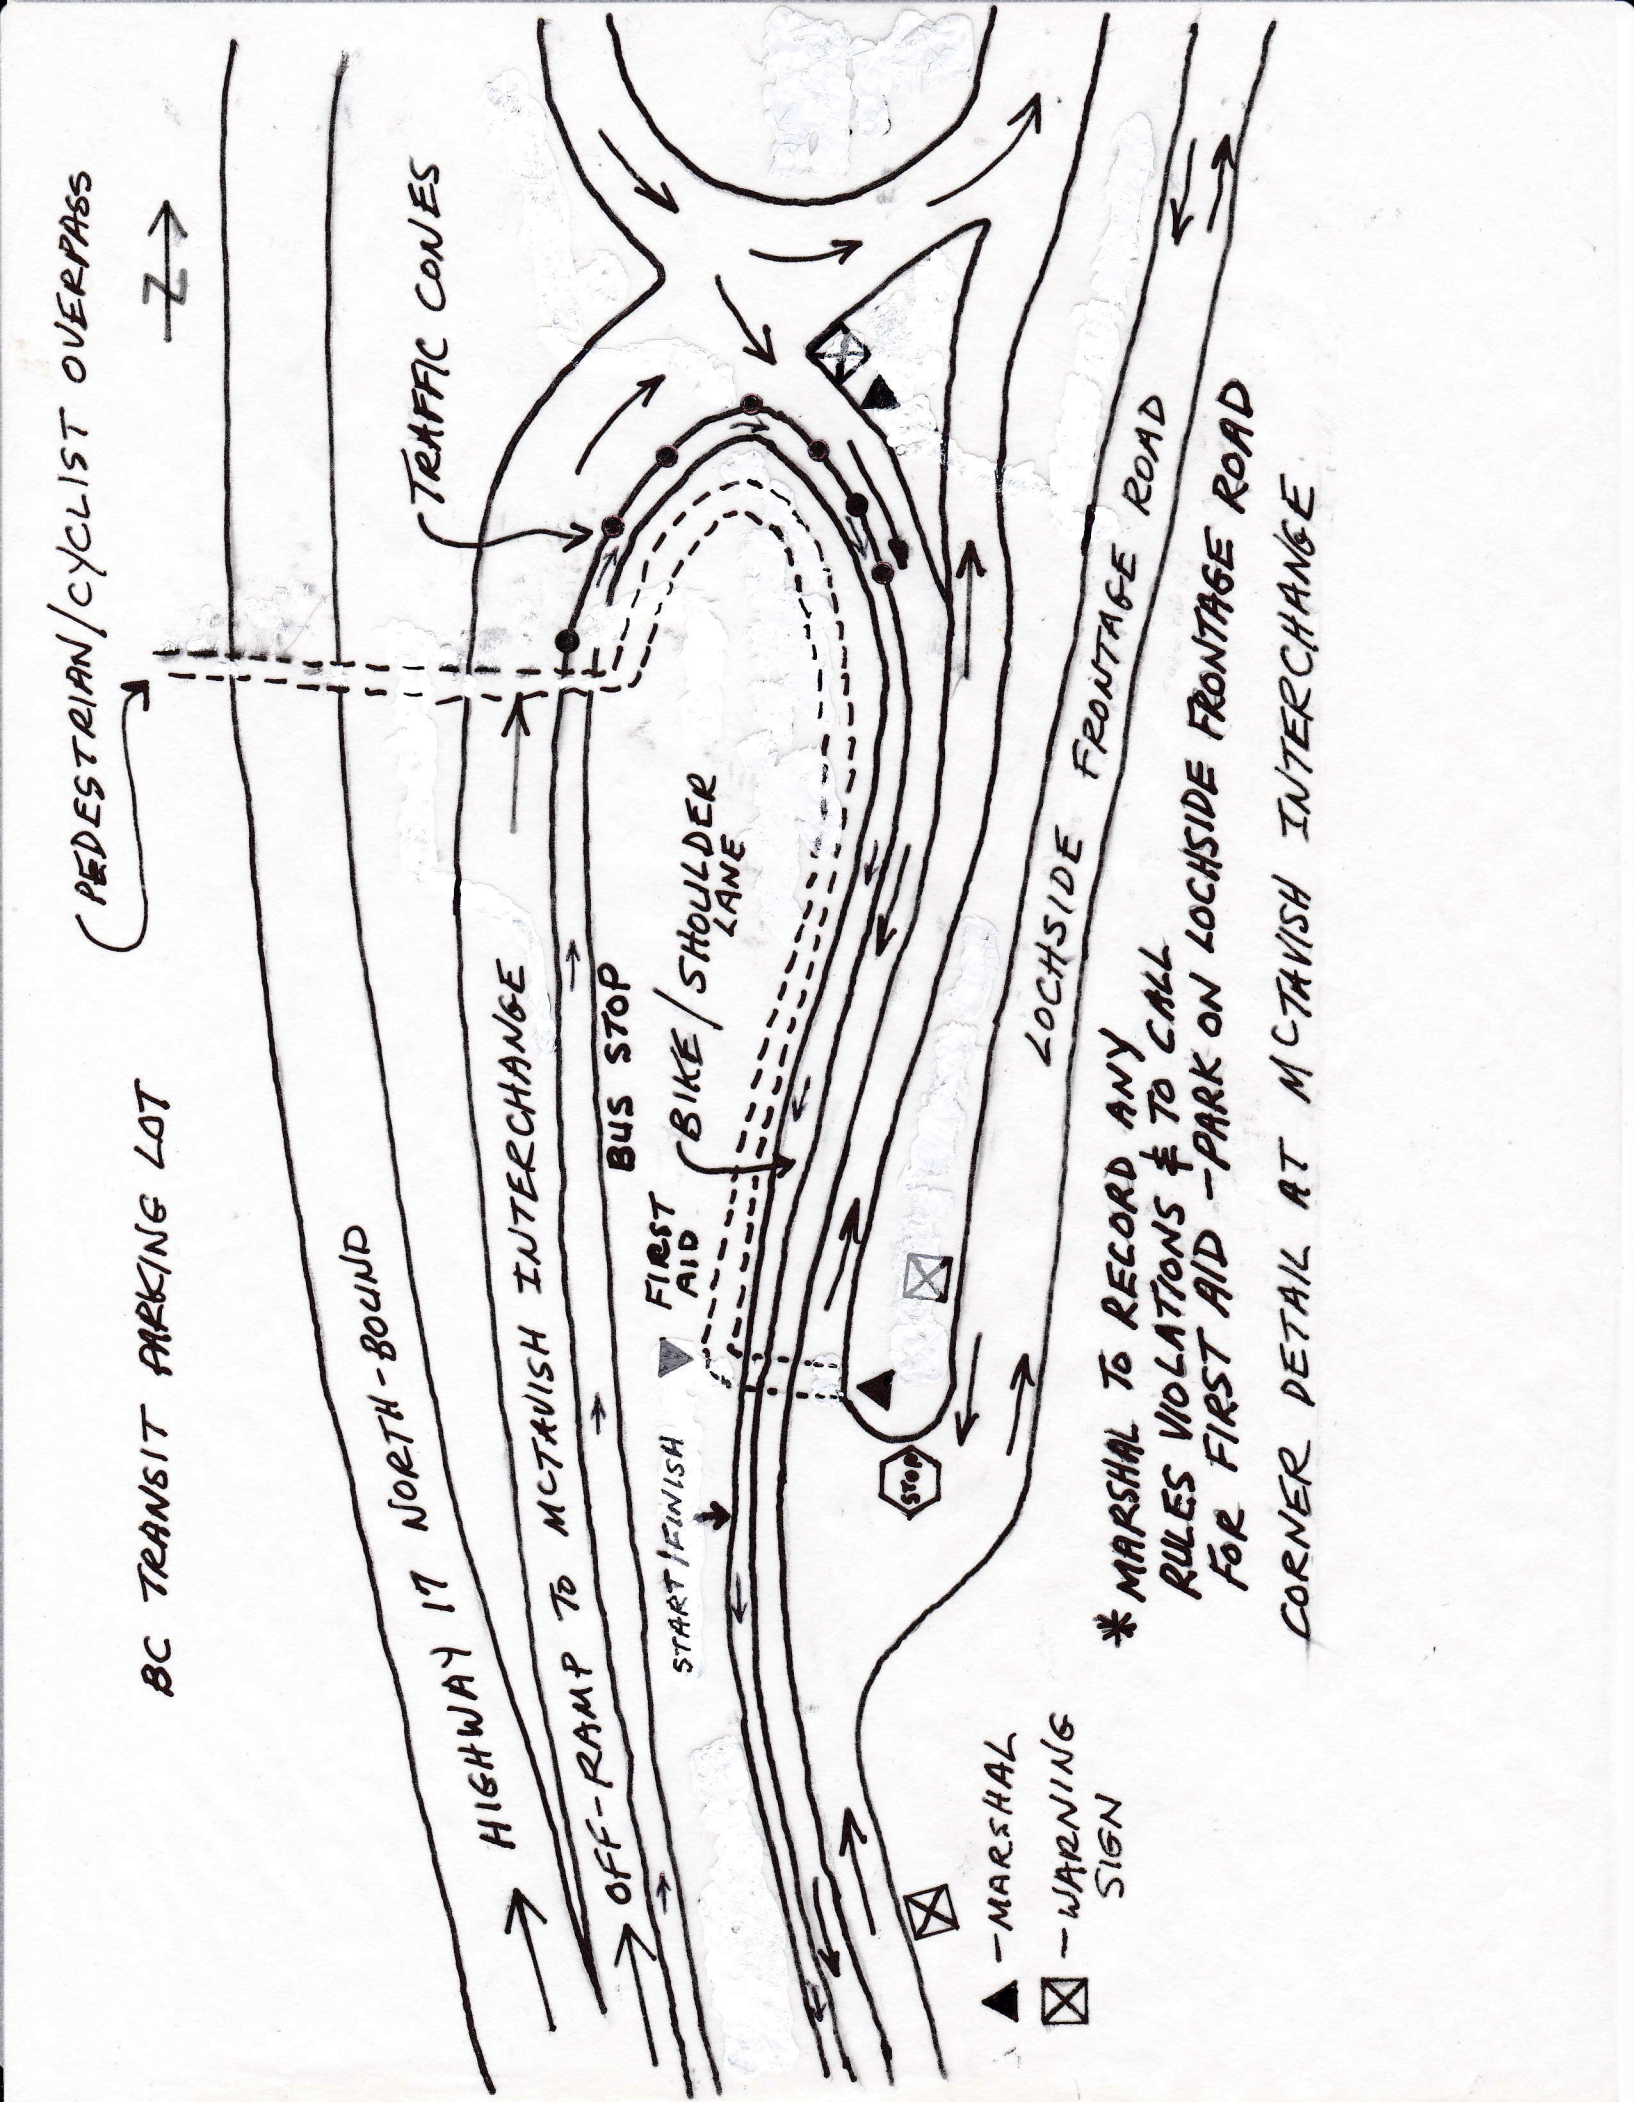 PEDESTRIAN/CYCLIST OVERPASS
N
BC TRANSIT PARKING LOT
TRAFFIC CONES
HIGHWAY 17 NORTH-BOUND
OFF-RAMP TO MCTAVISH INTERCHANGE
BUS STOP
FIRST
AID
BIKE/SHOULDER
LANE
START/FINISH
STOP
LOCHSIDE FRONTAGE ROAD
▲ - MARSHAL
☒ - WARNING
SIGN
* MARSHAL TO RECORD ANY
RULES VIOLATIONS & TO CALL
FOR FIRST AID - PARK ON LOCHSIDE FRONTAGE ROAD
CORNER DETAIL AT MCTAVISH INTERCHANGE